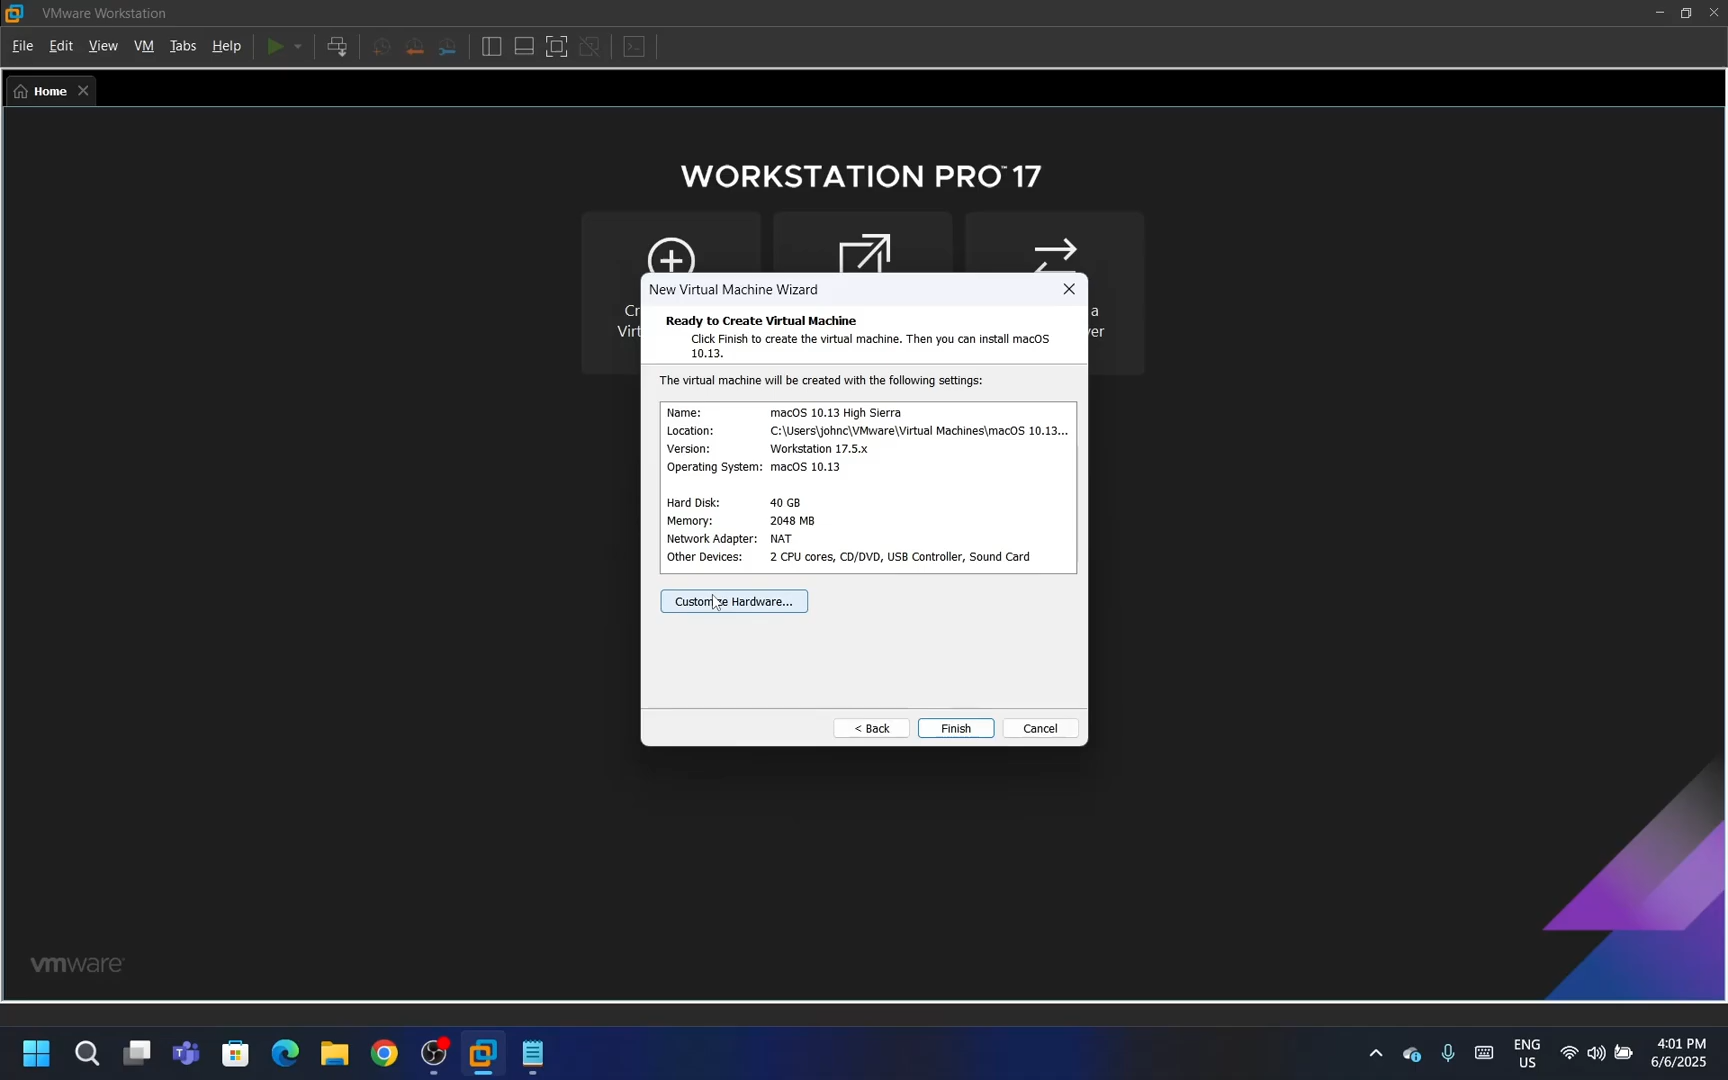 VMware Workstation
File Edit View VM Tabs Help
Home
WORKSTATION PRO™ 17
Cr
Virt
a
ver
New Virtual Machine Wizard
Ready to Create Virtual Machine
Click Finish to create the virtual machine. Then you can install macOS
10.13.
The virtual machine will be created with the following settings:
Name: macOS 10.13 High Sierra
Location: C:\Users\johnc\VMware\Virtual Machines\macOS 10.13...
Version: Workstation 17.5.x
Operating System: macOS 10.13
Hard Disk: 40 GB
Memory: 2048 MB
Network Adapter: NAT
Other Devices: 2 CPU cores, CD/DVD, USB Controller, Sound Card
Customize Hardware...
< Back Finish Cancel
vmware
ENG
US
4:01 PM
6/6/2025